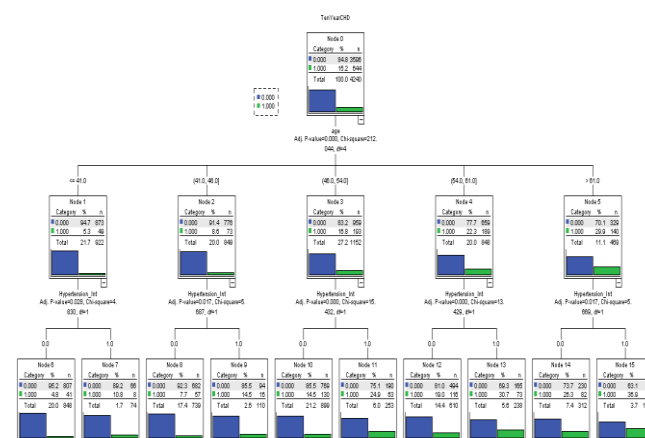 TenYearCHD
Node 0
Category % n
0.000 84.8 3596
1.000 15.2 644
Total 100.0 4240
0.000
1.000
age
Adj. P-value=0.000, Chi-square=212.
044, df=4
<= 41.0
(41.0, 46.0]
(46.0, 54.0]
(54.0, 61.0]
> 61.0
Node 1
Category % n
0.000 94.7 873
1.000 5.3 49
Total 21.7 922
Node 2
Category % n
0.000 91.4 776
1.000 8.6 73
Total 20.0 849
Node 3
Category % n
0.000 83.2 959
1.000 16.8 193
Total 27.2 1152
Node 4
Category % n
0.000 77.7 659
1.000 22.3 189
Total 20.0 848
Node 5
Category % n
0.000 70.1 329
1.000 29.9 140
Total 11.1 469
Hypertension_Int
Adj. P-value=0.028, Chi-square=4.
830, df=1
Hypertension_Int
Adj. P-value=0.017, Chi-square=5.
687, df=1
Hypertension_Int
Adj. P-value=0.000, Chi-square=15.
402, df=1
Hypertension_Int
Adj. P-value=0.000, Chi-square=13.
429, df=1
Hypertension_Int
Adj. P-value=0.017, Chi-square=5.
669, df=1
0.0
1.0
0.0
1.0
0.0
1.0
0.0
1.0
0.0
1.0
Node 6
Category % n
0.000 95.2 807
1.000 4.8 41
Total 20.0 848
Node 7
Category % n
0.000 89.2 66
1.000 10.8 8
Total 1.7 74
Node 8
Category % n
0.000 92.3 682
1.000 7.7 57
Total 17.4 739
Node 9
Category % n
0.000 85.5 94
1.000 14.5 16
Total 2.6 110
Node 10
Category % n
0.000 85.5 769
1.000 14.5 130
Total 21.2 899
Node 11
Category % n
0.000 75.1 190
1.000 24.9 63
Total 6.0 253
Node 12
Category % n
0.000 81.0 494
1.000 19.0 116
Total 14.4 610
Node 13
Category % n
0.000 69.3 165
1.000 30.7 73
Total 5.6 238
Node 14
Category % n
0.000 73.7 230
1.000 26.3 82
Total 7.4 312
Node 15
Category %
0.000 63.1
1.000 36.9
Total 3.7